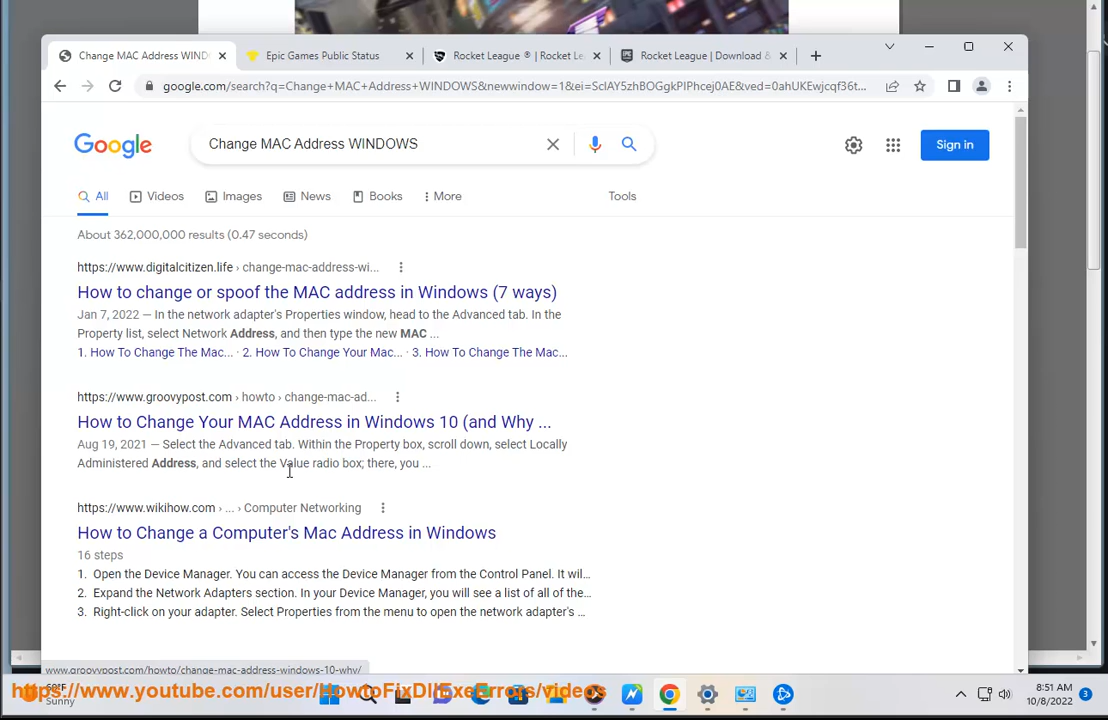 Change MAC Address WIND
Epic Games Public Status
Rocket League ® | Rocket Le
Rocket League | Download &
google.com/search?q=Change+MAC+Address+WINDOWS&newwindow=1&ei=ScIAY5zhBOGgkPIPhcej0AE&ved=0ahUKEwjcqf36t...
Google
Change MAC Address WINDOWS
Sign in
All
Videos
Images
News
Books
More
Tools
About 362,000,000 results (0.47 seconds)
https://www.digitalcitizen.life › change-mac-address-wi...
How to change or spoof the MAC address in Windows (7 ways)
Jan 7, 2022 — In the network adapter's Properties window, head to the Advanced tab. In the
Property list, select Network Address, and then type the new MAC ...
1. How To Change The Mac... · 2. How To Change Your Mac... · 3. How To Change The Mac...
https://www.groovypost.com › howto › change-mac-ad...
How to Change Your MAC Address in Windows 10 (and Why ...
Aug 19, 2021 — Select the Advanced tab. Within the Property box, scroll down, select Locally
Administered Address, and select the Value radio box; there, you ...
https://www.wikihow.com › ... › Computer Networking
How to Change a Computer's Mac Address in Windows
16 steps
1. Open the Device Manager. You can access the Device Manager from the Control Panel. It wil...
2. Expand the Network Adapters section. In your Device Manager, you will see a list of all of the...
3. Right-click on your adapter. Select Properties from the menu to open the network adapter's ...
www.groovypost.com/howto/change-mac-address-windows-10-why/
https://www.youtube.com/user/HowtoFixDllExeErrors/videos
Sunny
8:51 AM
10/8/2022
3